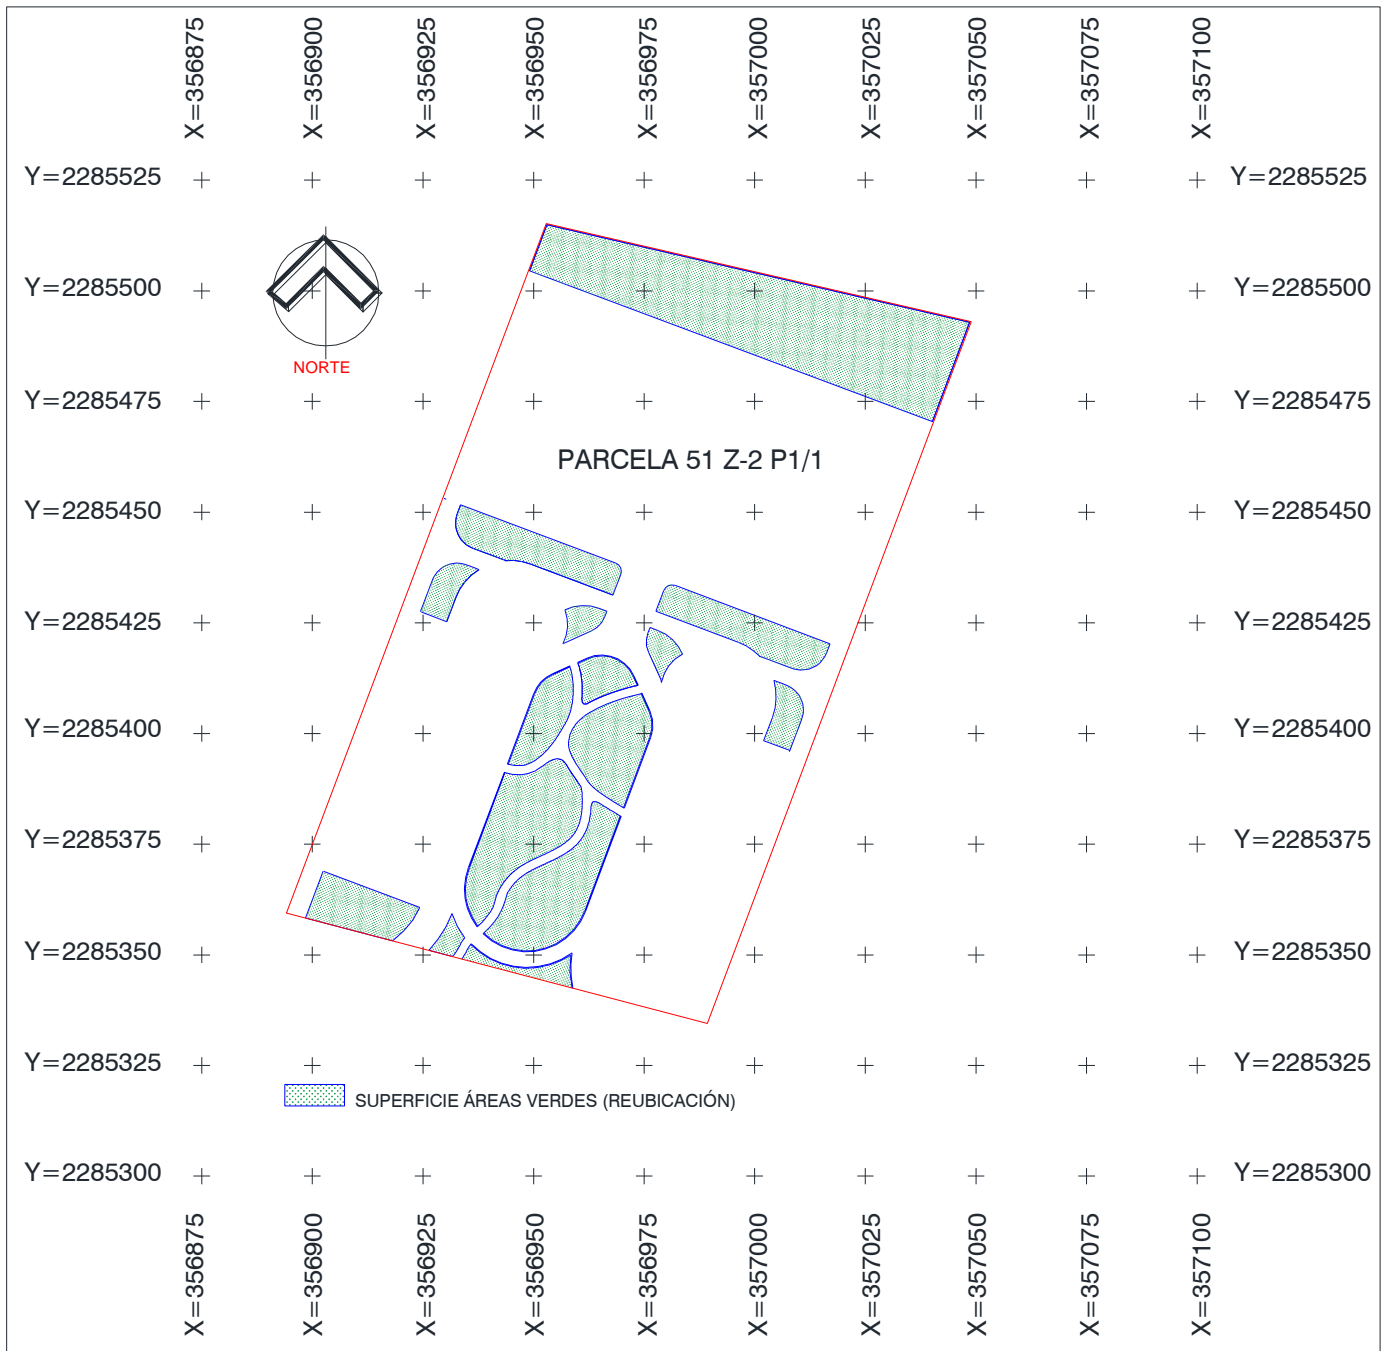 X=356875
X=356900
X=356925
X=356950
X=356975
X=357000
X=357025
X=357050
X=357075
X=357100
Y=2285525 Y=2285525
Y=2285500 Y=2285500
NORTE
Y=2285475 Y=2285475
PARCELA 51 Z-2 P1/1
Y=2285450 Y=2285450
Y=2285425 Y=2285425
Y=2285400 Y=2285400
Y=2285375 Y=2285375
Y=2285350 Y=2285350
Y=2285325 Y=2285325
SUPERFICIE ÁREAS VERDES (REUBICACIÓN)
Y=2285300 Y=2285300
X=356875
X=356900
X=356925
X=356950
X=356975
X=357000
X=357025
X=357050
X=357075
X=357100